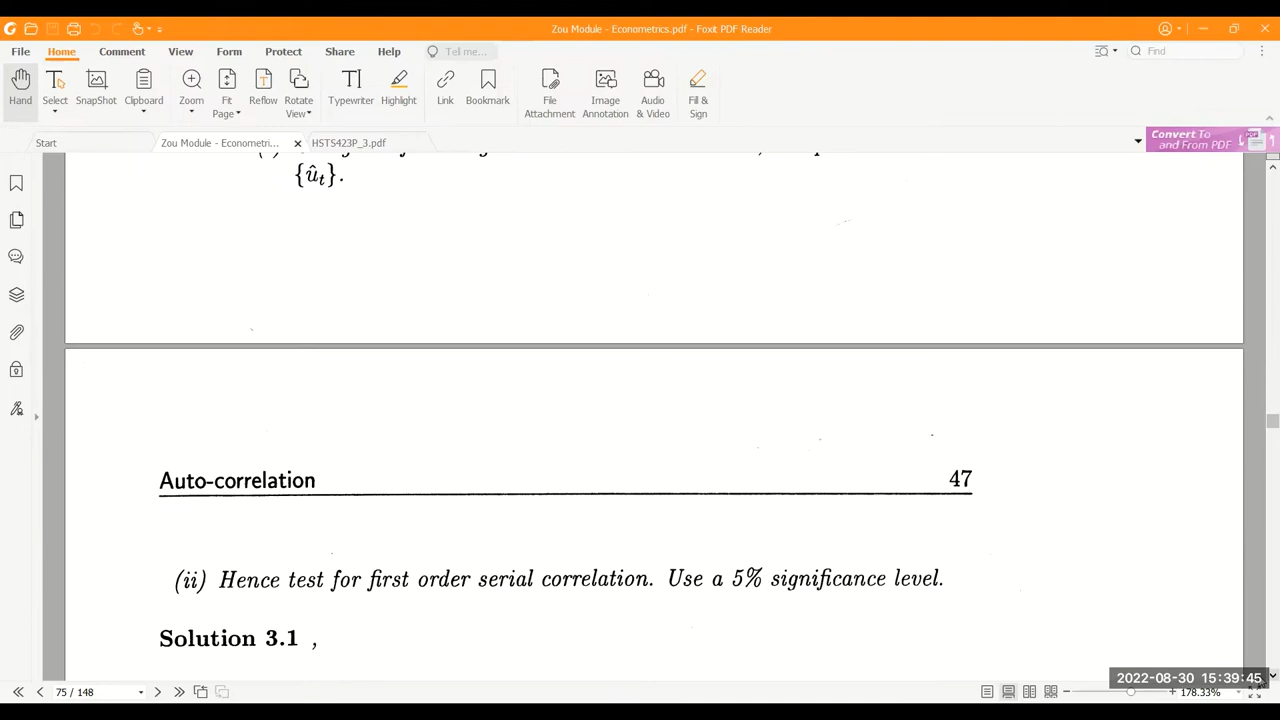 Zou Module - Econometrics.pdf - Foxit PDF Reader
File Home Comment View Form Protect Share Help Tell me... Find
Hand Select SnapShot Clipboard Zoom Fit Page Reflow Rotate View Typewriter Highlight Link Bookmark File Attachment Image Annotation Audio & Video Fill & Sign
Start Zou Module - Econometri... HSTS423P_3.pdf Convert To and From PDF
{û_t}.
Auto-correlation 47
(ii) Hence test for first order serial correlation. Use a 5% significance level.
Solution 3.1 ,
2022-08-30 15:39:45
75 / 148 178.33%